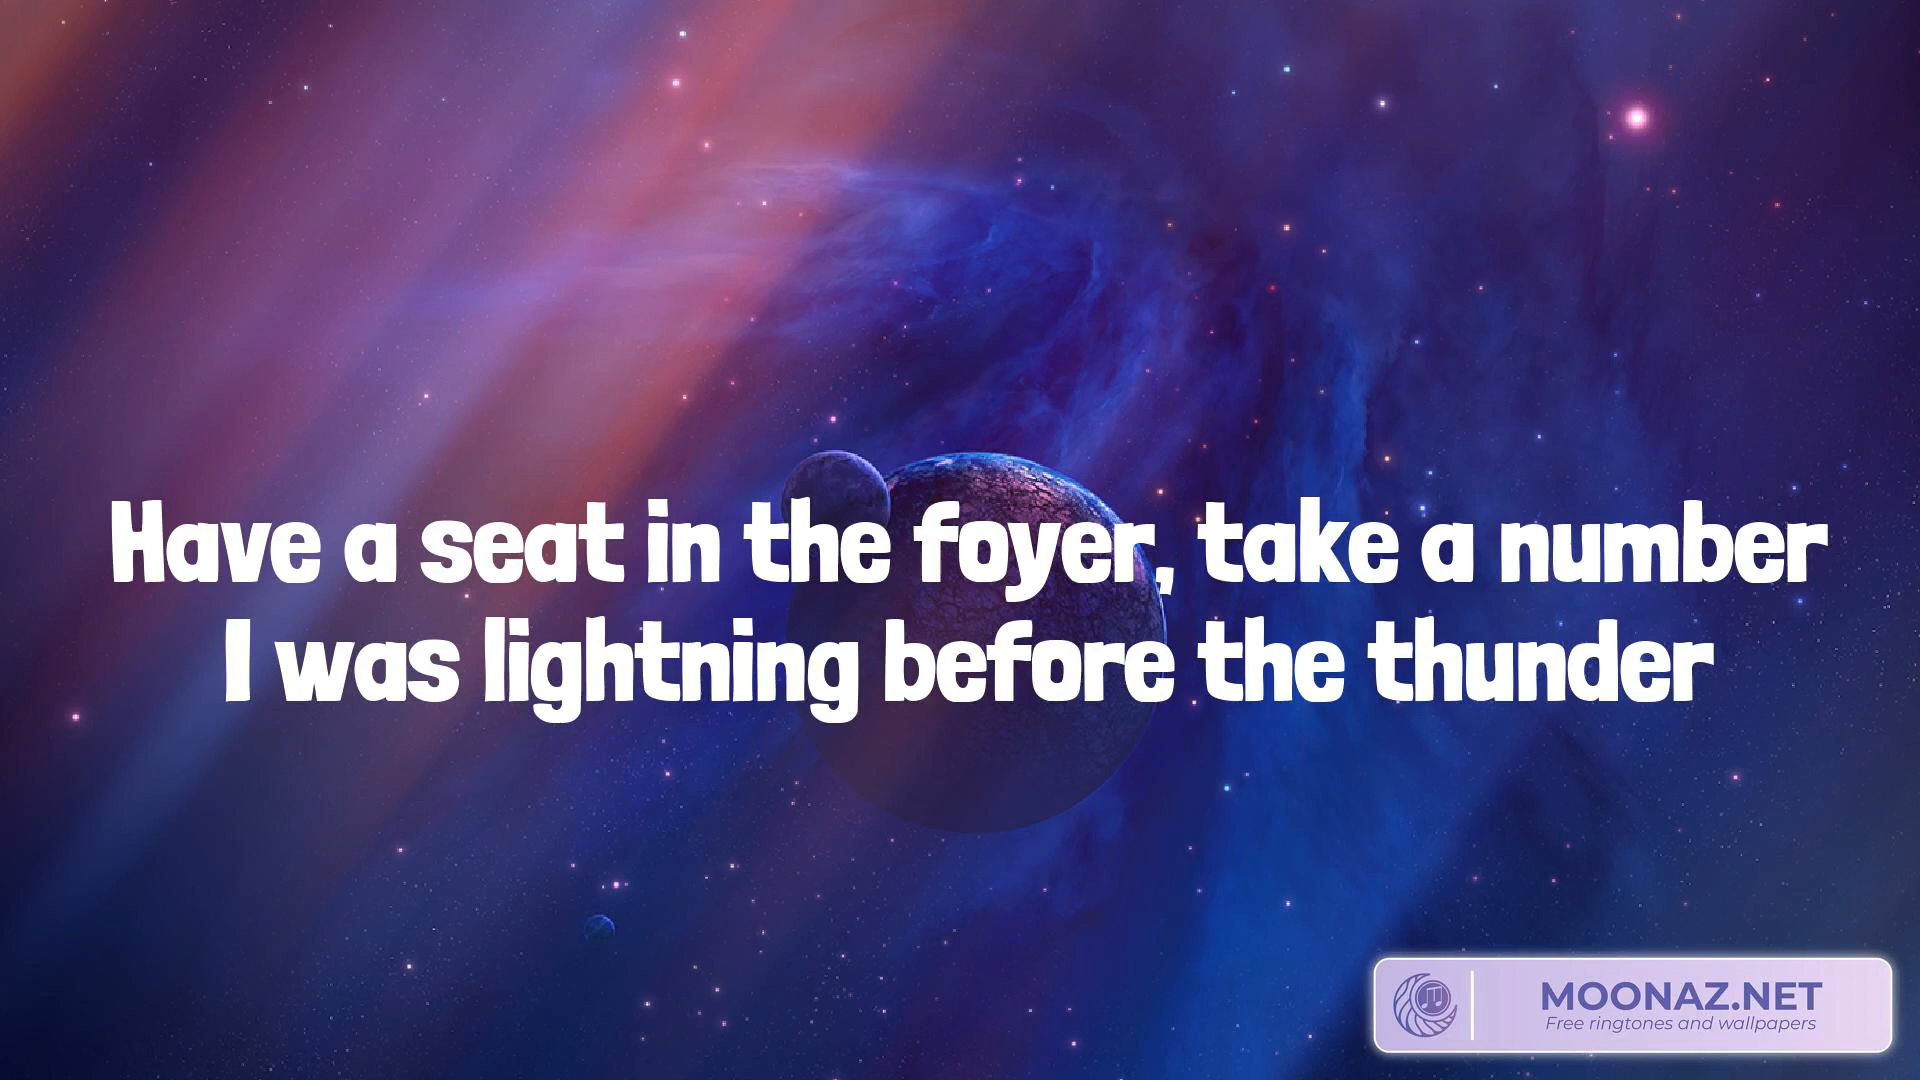 Have a seat in the foyer, take a number
I was lightning before the thunder
MOONAZ.NET
Free ringtones and wallpapers